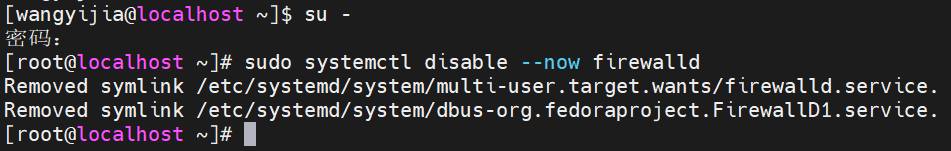 [wangyijia@localhost ~]$ su -
密码：
[root@localhost ~]# sudo systemctl disable --now firewalld
Removed symlink /etc/systemd/system/multi-user.target.wants/firewalld.service.
Removed symlink /etc/systemd/system/dbus-org.fedoraproject.FirewallD1.service.
[root@localhost ~]#